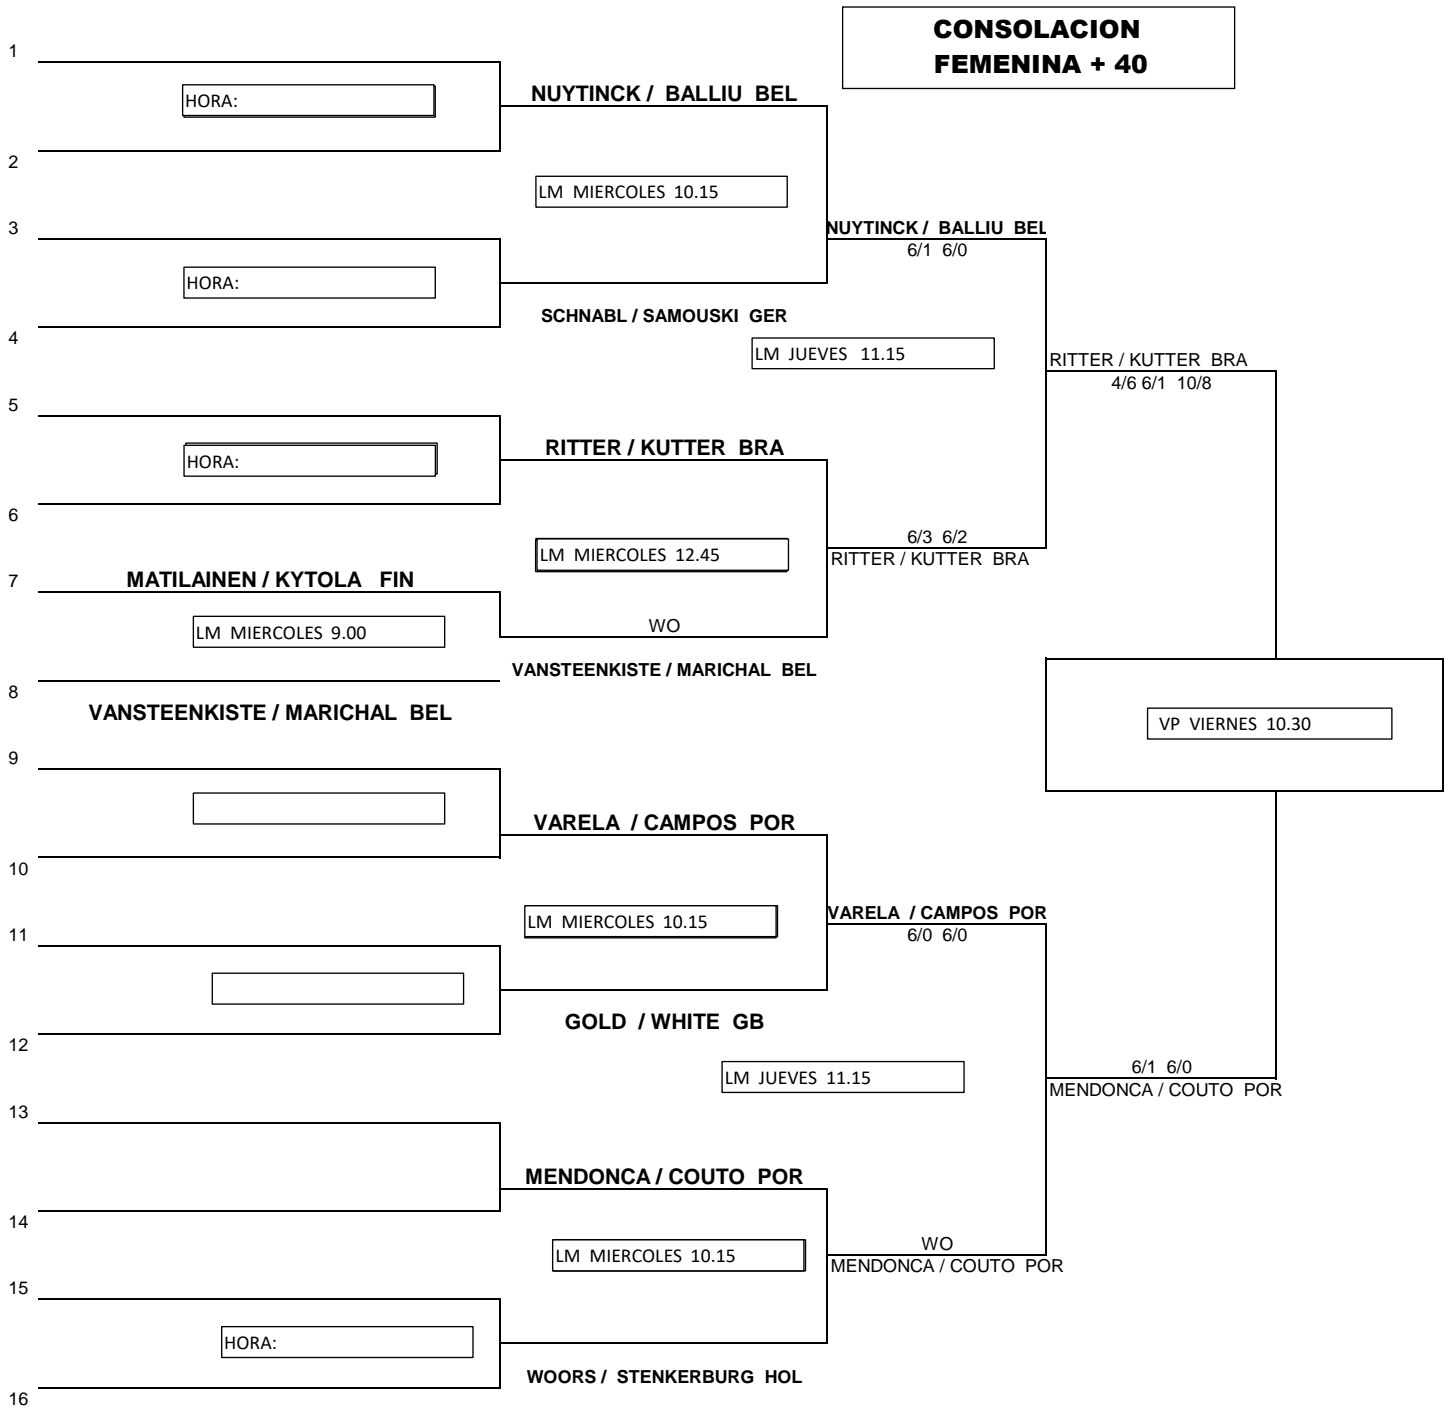 CONSOLACION
FEMENINA + 40
1
HORA:
NUYTINCK / BALLIU BEL
2
LM MIERCOLES 10.15
3
NUYTINCK / BALLIU BEL
6/1 6/0
HORA:
SCHNABL / SAMOUSKI GER
4
LM JUEVES 11.15
RITTER / KUTTER BRA
4/6 6/1 10/8
5
RITTER / KUTTER BRA
HORA:
6
6/3 6/2
LM MIERCOLES 12.45
RITTER / KUTTER BRA
7
MATILAINEN / KYTOLA FIN
LM MIERCOLES 9.00
WO
VANSTEENKISTE / MARICHAL BEL
8
VANSTEENKISTE / MARICHAL BEL
VP VIERNES 10.30
9
VARELA / CAMPOS POR
10
LM MIERCOLES 10.15
VARELA / CAMPOS POR
6/0 6/0
11
GOLD / WHITE GB
12
LM JUEVES 11.15
6/1 6/0
MENDONCA / COUTO POR
13
MENDONCA / COUTO POR
14
WO
LM MIERCOLES 10.15
MENDONCA / COUTO POR
15
HORA:
WOORS / STENKERBURG HOL
16